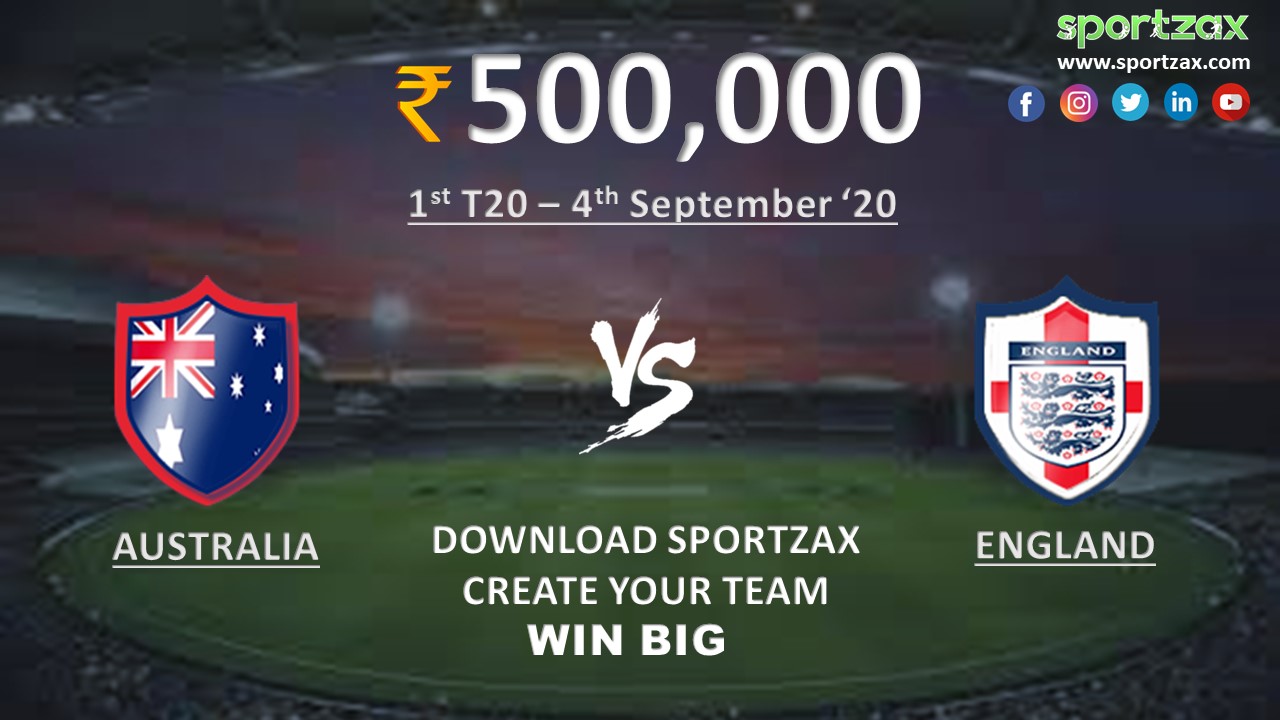 sportzax
www.sportzax.com
₹500,000
1st T20 – 4th September ‘20
VS
ENGLAND
AUSTRALIA
ENGLAND
DOWNLOAD SPORTZAX
CREATE YOUR TEAM
WIN BIG